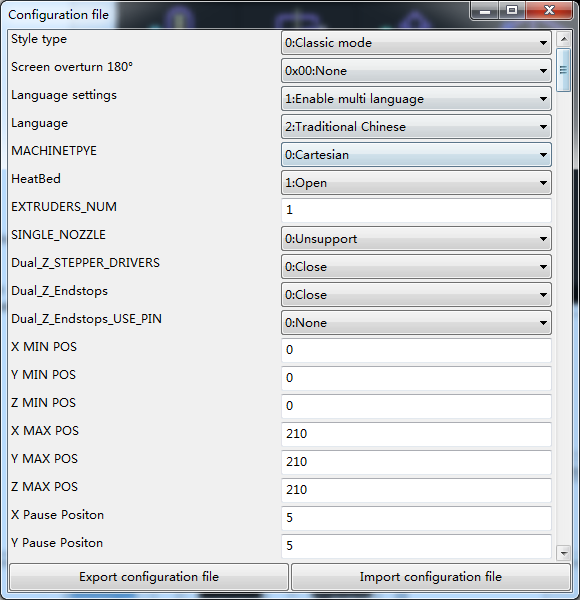 Configuration file
Style type 0:Classic mode
Screen overturn 180° 0x00:None
Language settings 1:Enable multi language
Language 2:Traditional Chinese
MACHINETPYE 0:Cartesian
HeatBed 1:Open
EXTRUDERS_NUM 1
SINGLE_NOZZLE 0:Unsupport
Dual_Z_STEPPER_DRIVERS 0:Close
Dual_Z_Endstops 0:Close
Dual_Z_Endstops_USE_PIN 0:None
X MIN POS 0
Y MIN POS 0
Z MIN POS 0
X MAX POS 210
Y MAX POS 210
Z MAX POS 210
X Pause Positon 5
Y Pause Positon 5
Export configuration file Import configuration file